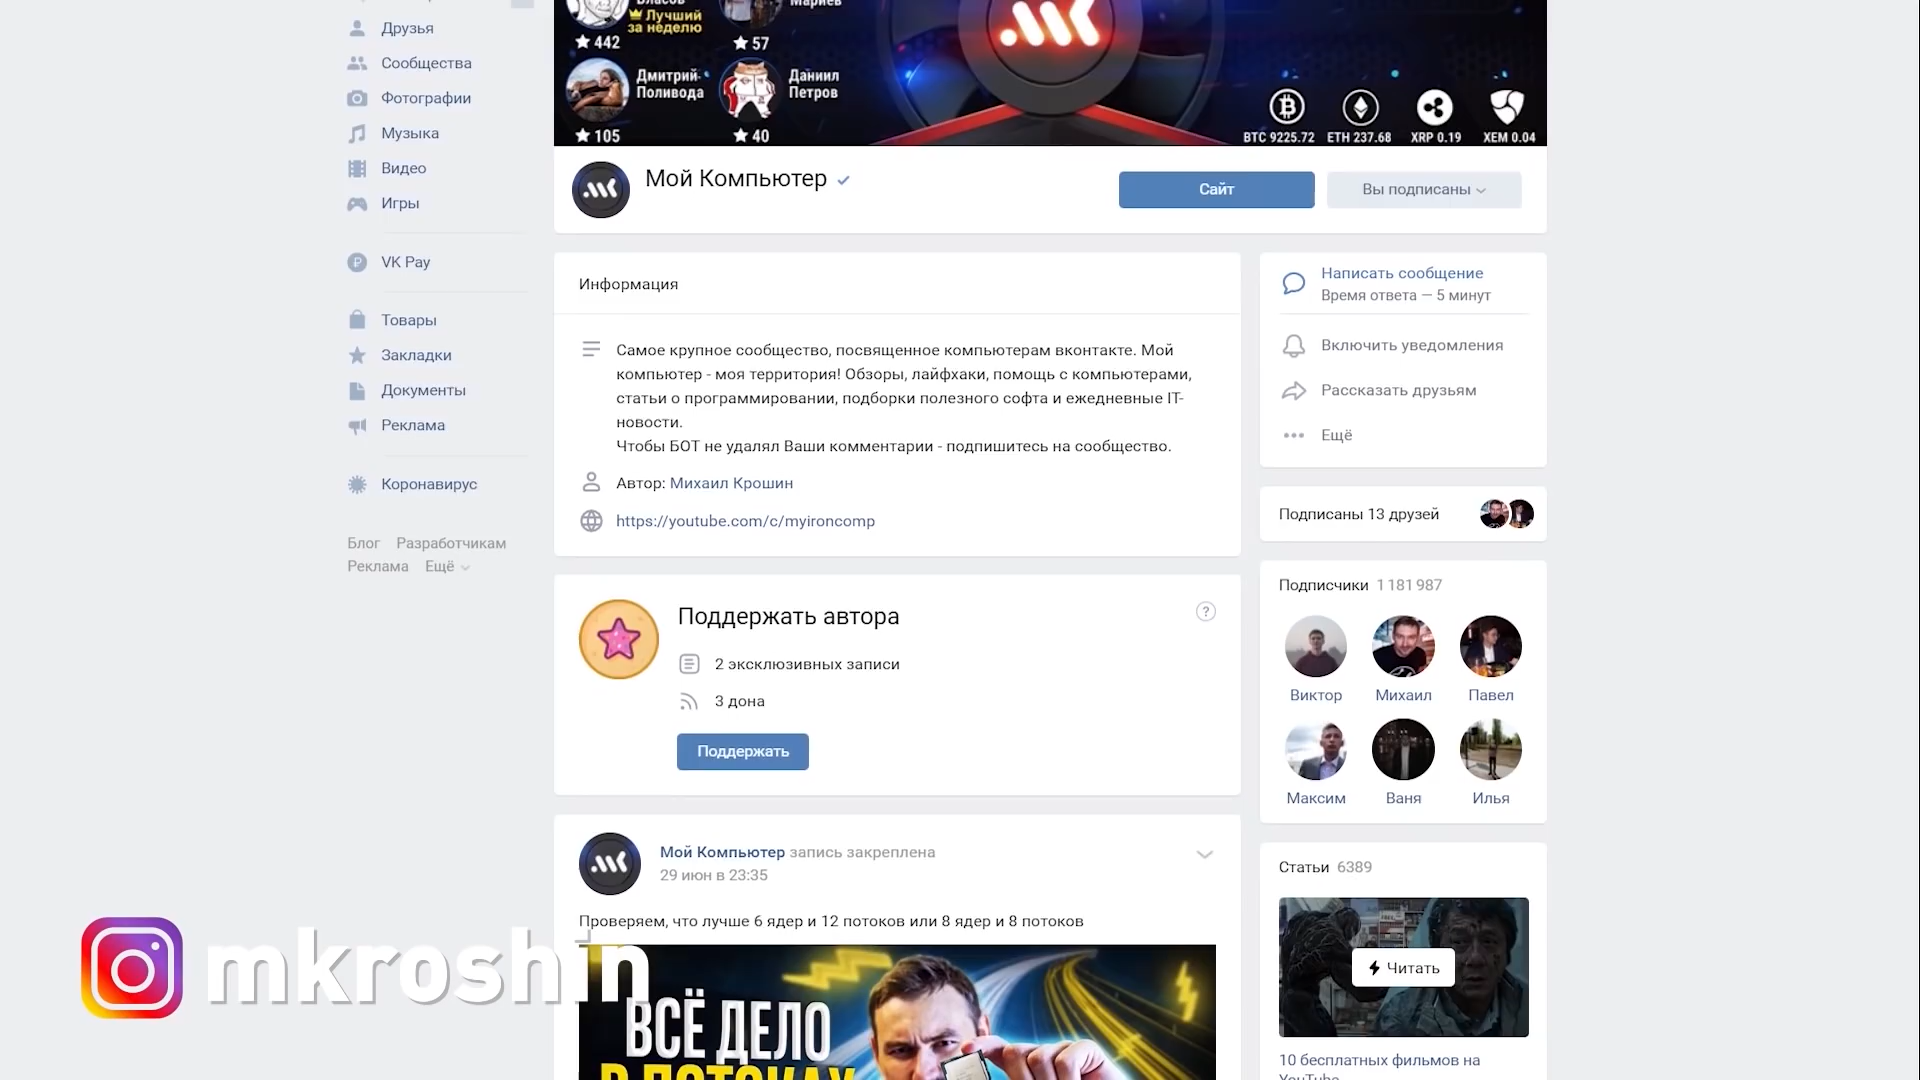 Друзья
Сообщества
Фотографии
Музыка
Видео
Игры
VK Pay
Товары
Закладки
Документы
Реклама
Коронавирус
Блог Разработчикам
Реклама Ещё
Власов
Лучший
за неделю
442
Мариев
57
Дмитрий
Поливода
105
Даниил
Петров
40
BTC 9225.72 ETH 237.68 XRP 0.19 XEM 0.04
Мой Компьютер
Сайт
Вы подписаны
Информация
Самое крупное сообщество, посвященное компьютерам вконтакте. Мой
компьютер - моя территория! Обзоры, лайфхаки, помощь с компьютерами,
статьи о программировании, подборки полезного софта и ежедневные IT-
новости.
Чтобы БОТ не удалял Ваши комментарии - подпишитесь на сообщество.
Автор: Михаил Крошин
https://youtube.com/c/myironcomp
Поддержать автора
2 эксклюзивных записи
3 дона
Поддержать
Мой Компьютер запись закреплена
29 июн в 23:35
Проверяем, что лучше 6 ядер и 12 потоков или 8 ядер и 8 потоков
ВСЁ ДЕЛО
В ПОТОКАХ
Написать сообщение
Время ответа — 5 минут
Включить уведомления
Рассказать друзьям
Ещё
Подписаны 13 друзей
Подписчики 1 181 987
Виктор Михаил Павел
Максим Ваня Илья
Статьи 6389
Читать
10 бесплатных фильмов на
YouTube
mkroshin